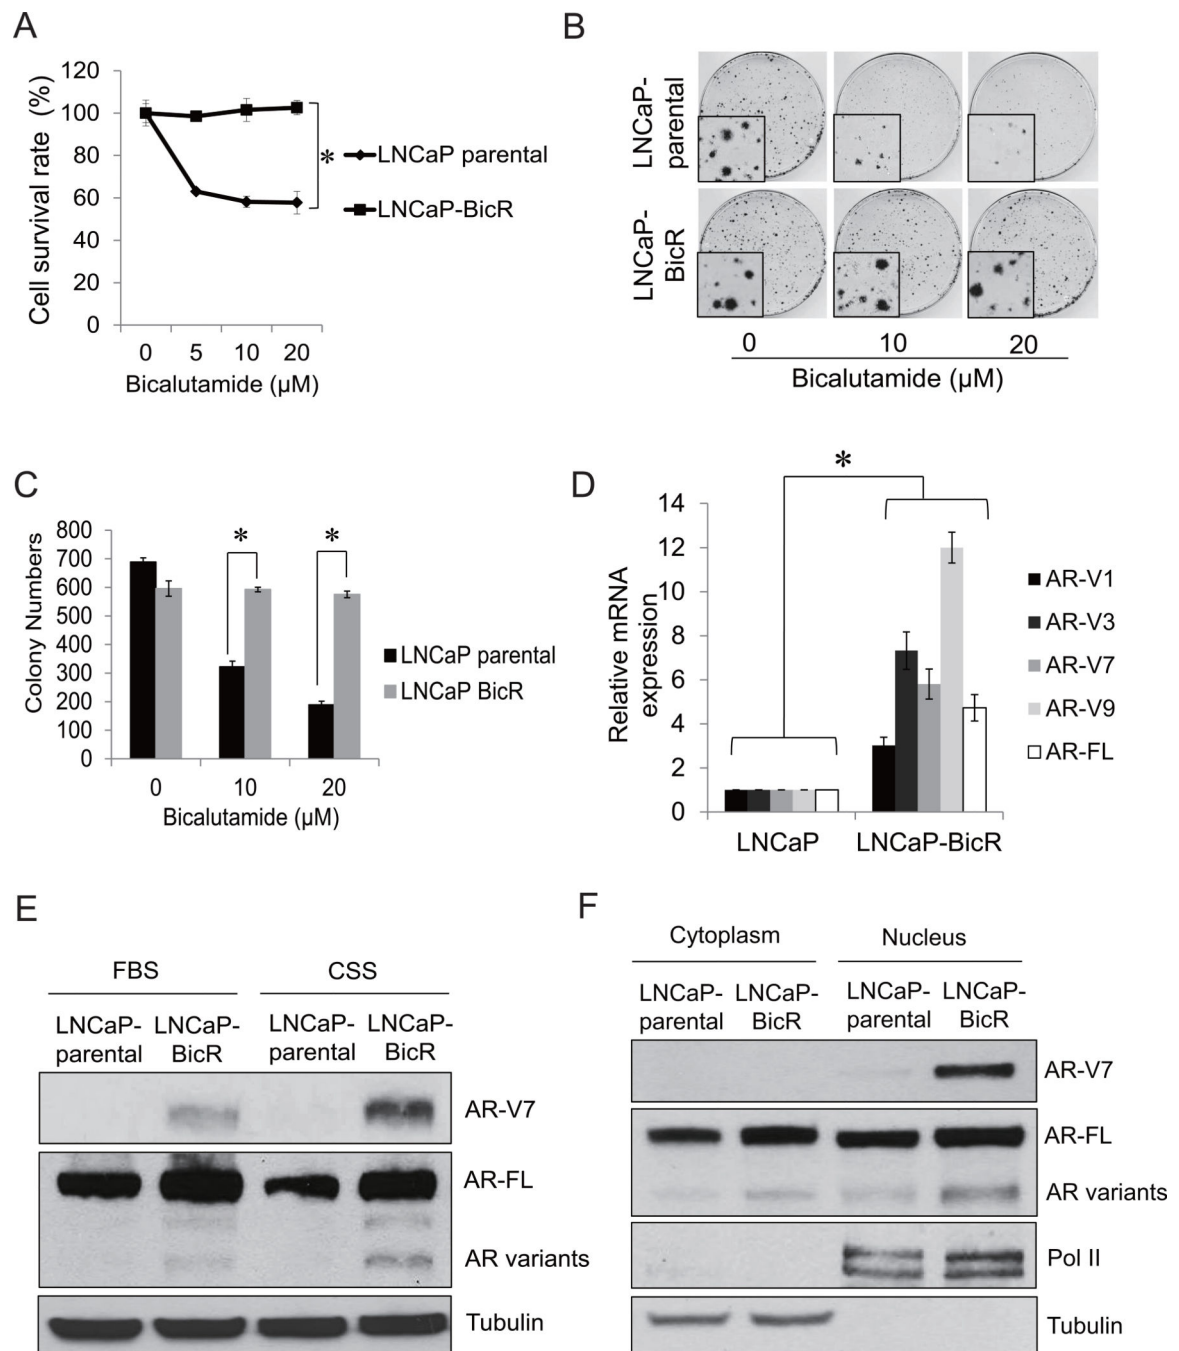 A
120
100
80
60
40
20
0
Cell survival rate (%)
0 5 10 20
Bicalutamide (µM)
*
LNCaP parental
LNCaP-BicR
B
LNCaP-
parental
LNCaP-
BicR
0 10 20
Bicalutamide (µM)
C
800
700
600
500
400
300
200
100
0
Colony Numbers
* *
0 10 20
Bicalutamide (µM)
LNCaP parental
LNCaP BicR
D
*
14
12
10
8
6
4
2
0
Relative mRNA
expression
LNCaP LNCaP-BicR
AR-V1
AR-V3
AR-V7
AR-V9
AR-FL
E
FBS CSS
LNCaP- LNCaP- LNCaP- LNCaP-
parental BicR parental BicR
AR-V7
AR-FL
AR variants
Tubulin
F
Cytoplasm Nucleus
LNCaP- LNCaP- LNCaP- LNCaP-
parental BicR parental BicR
AR-V7
AR-FL
AR variants
Pol II
Tubulin